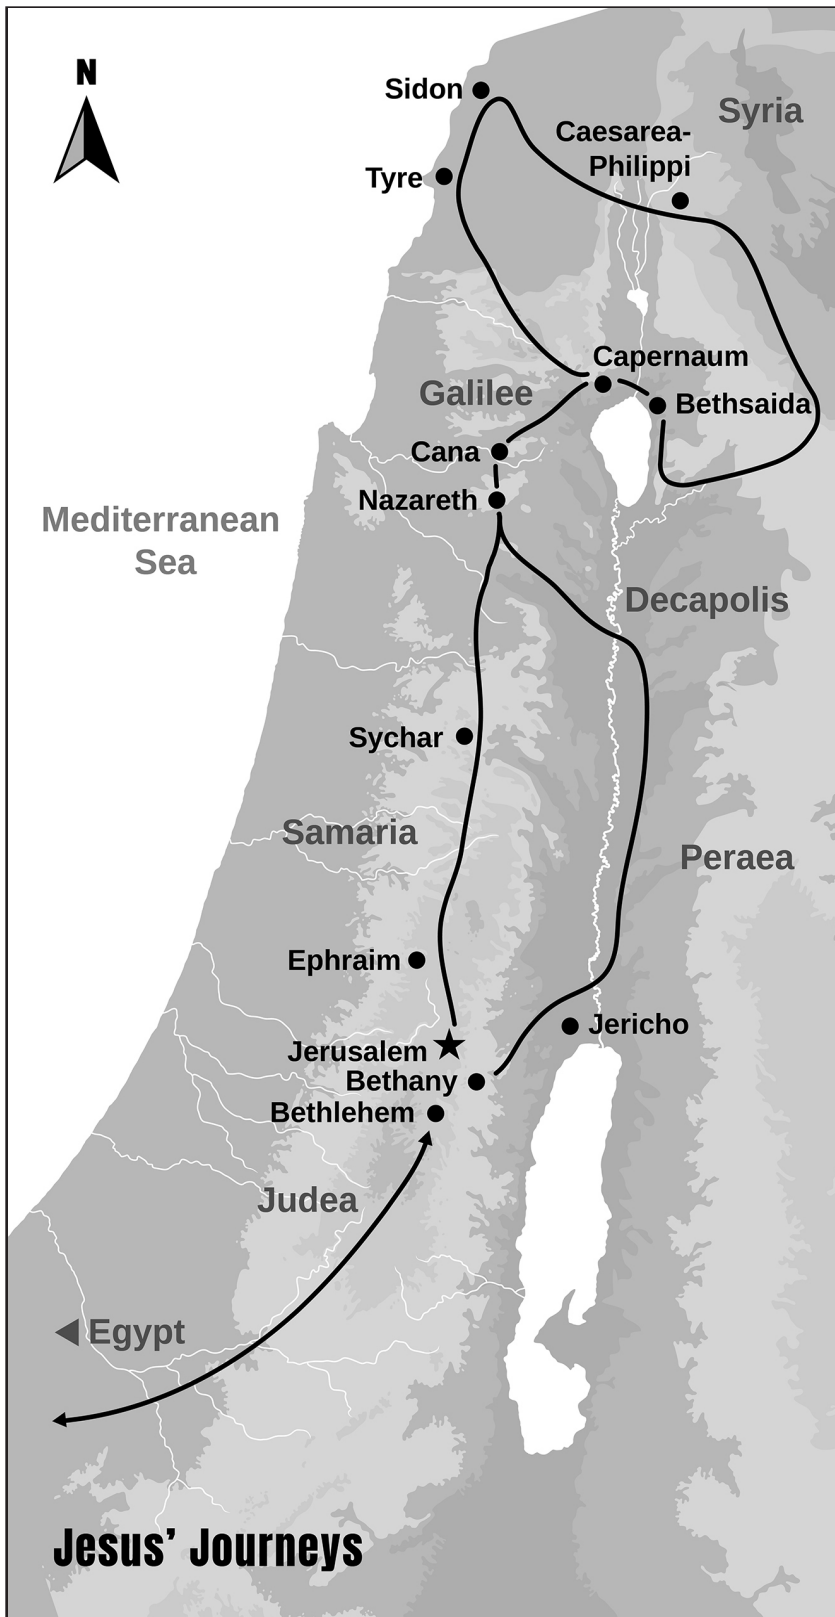 N
Sidon
Syria
Caesarea-
Philippi
Tyre
Capernaum
Galilee
Bethsaida
Cana
Nazareth
Mediterranean
Sea
Decapolis
Sychar
Samaria
Peraea
Ephraim
Jericho
Jerusalem
Bethany
Bethlehem
Judea
Egypt
Jesus’ Journeys